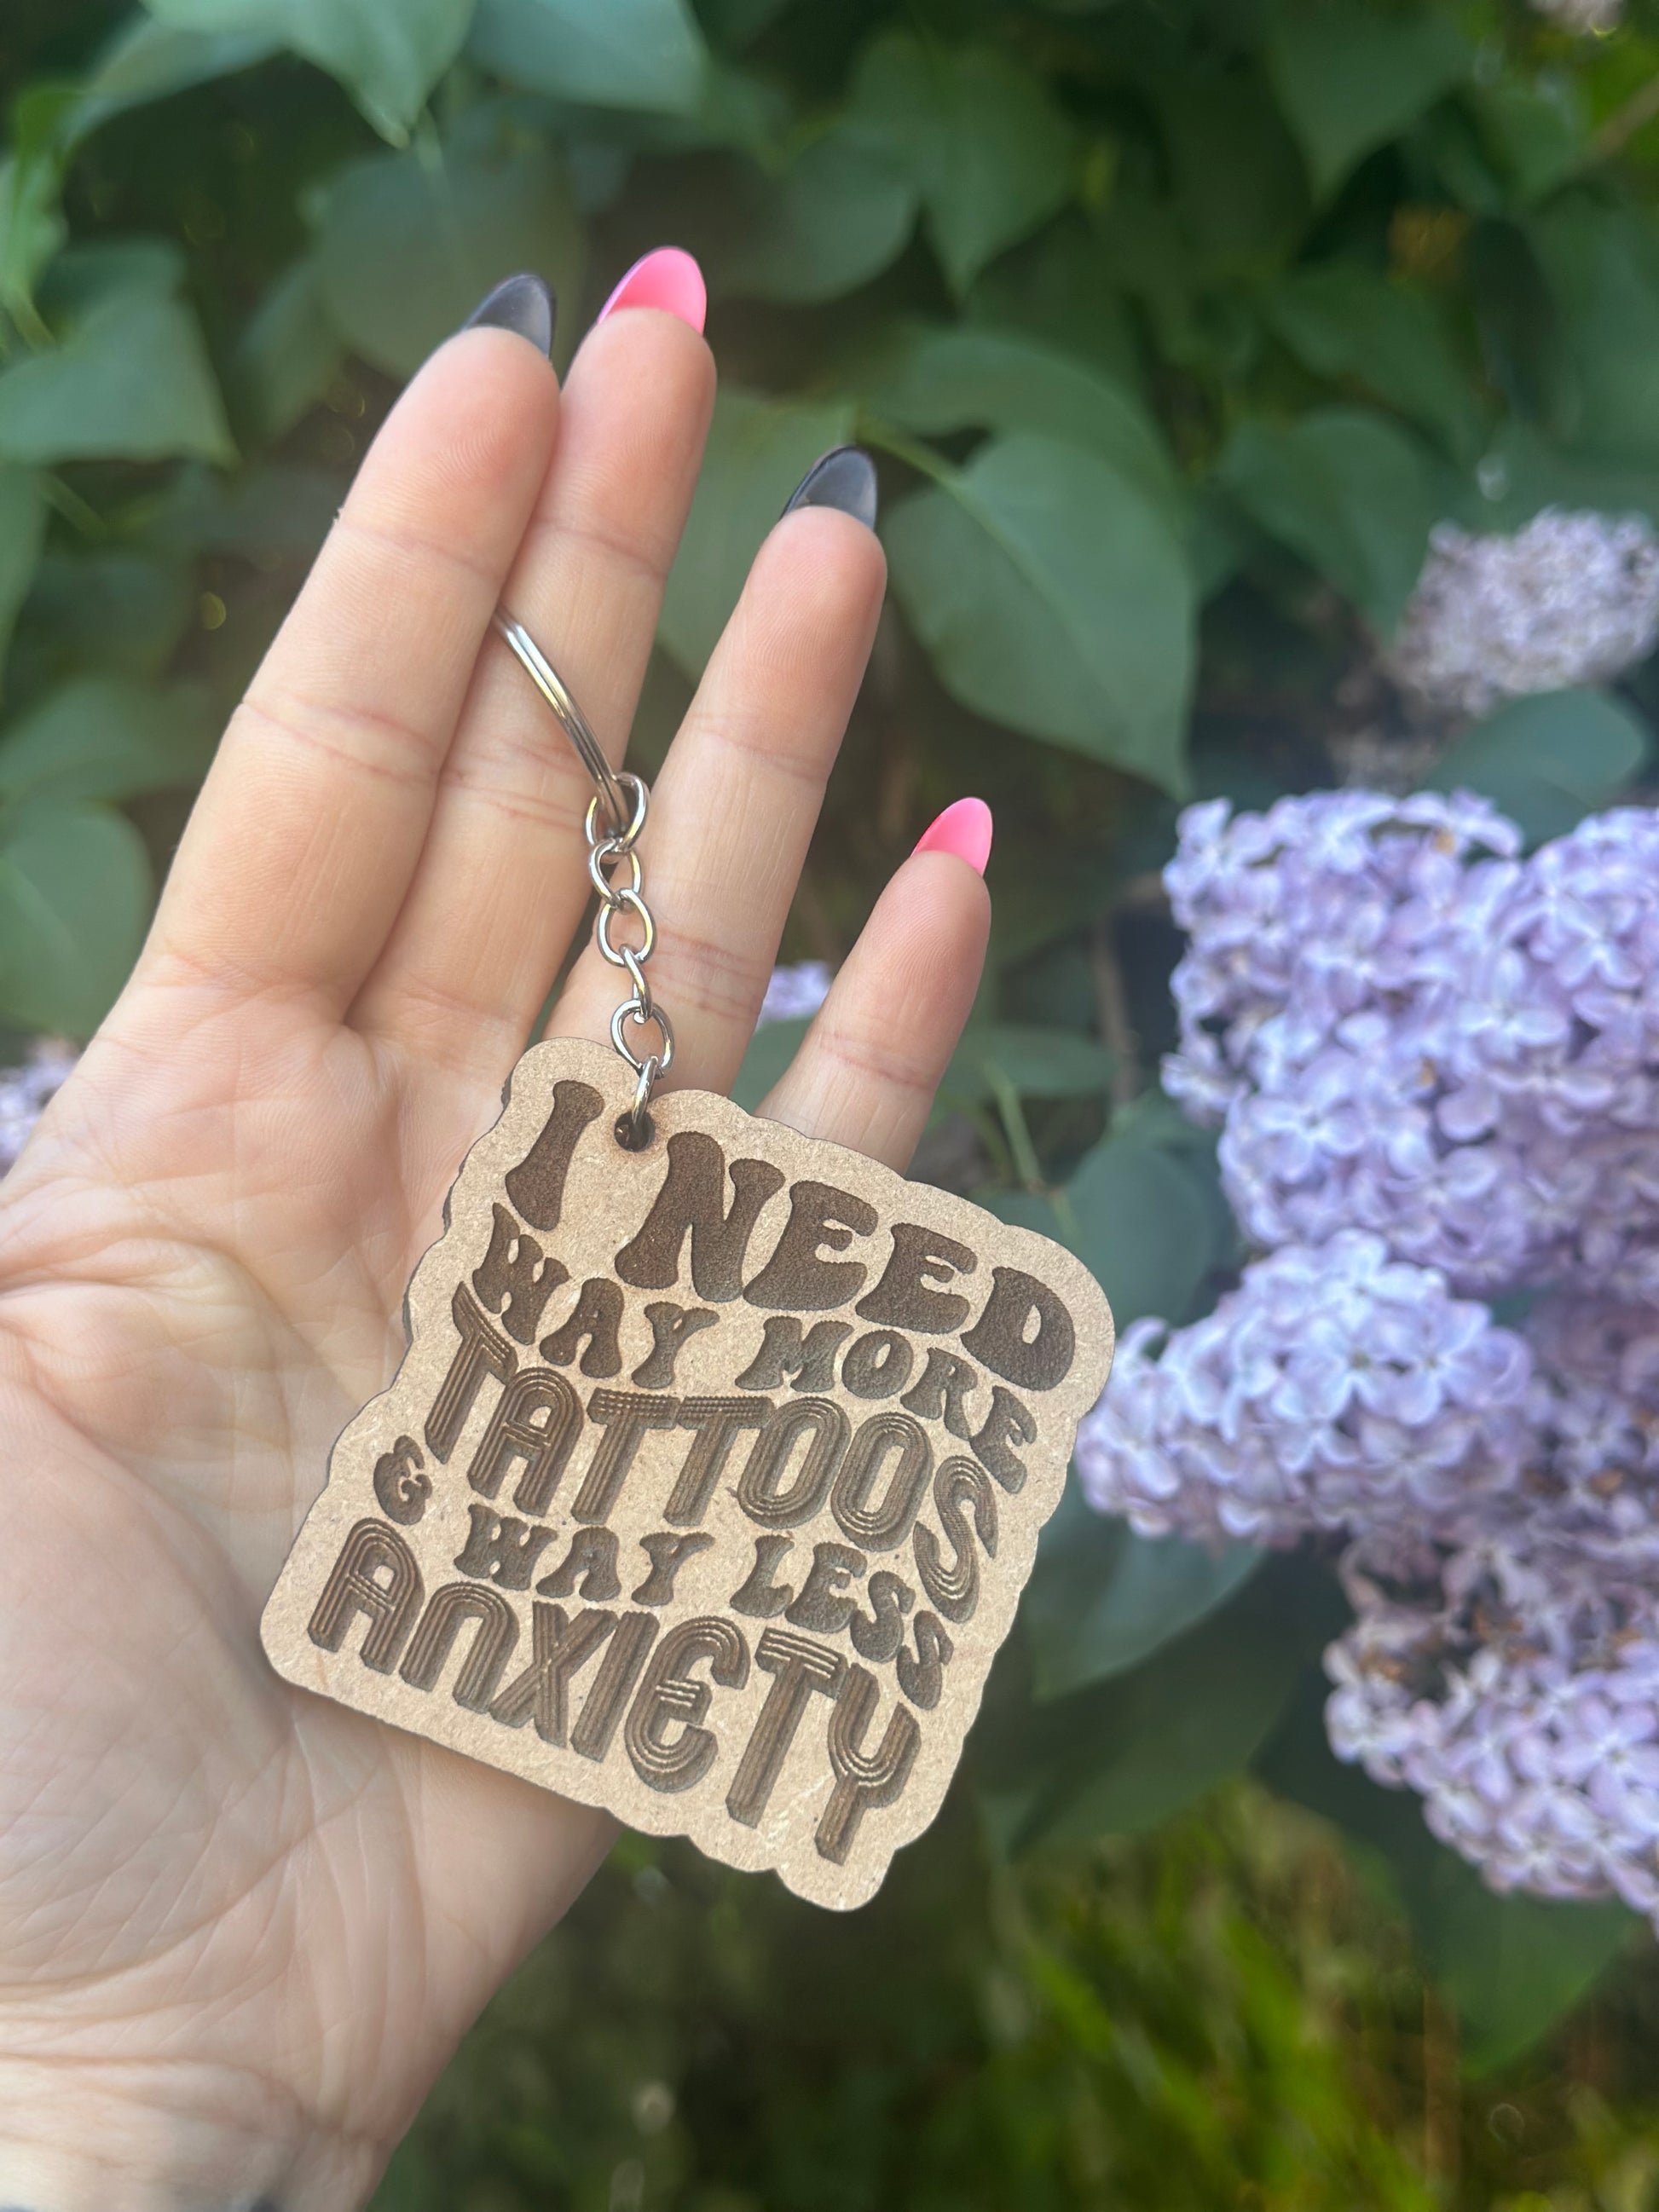 I NEED
WAY MORE
TATTOOS
& WAY LESS
ANXIETY